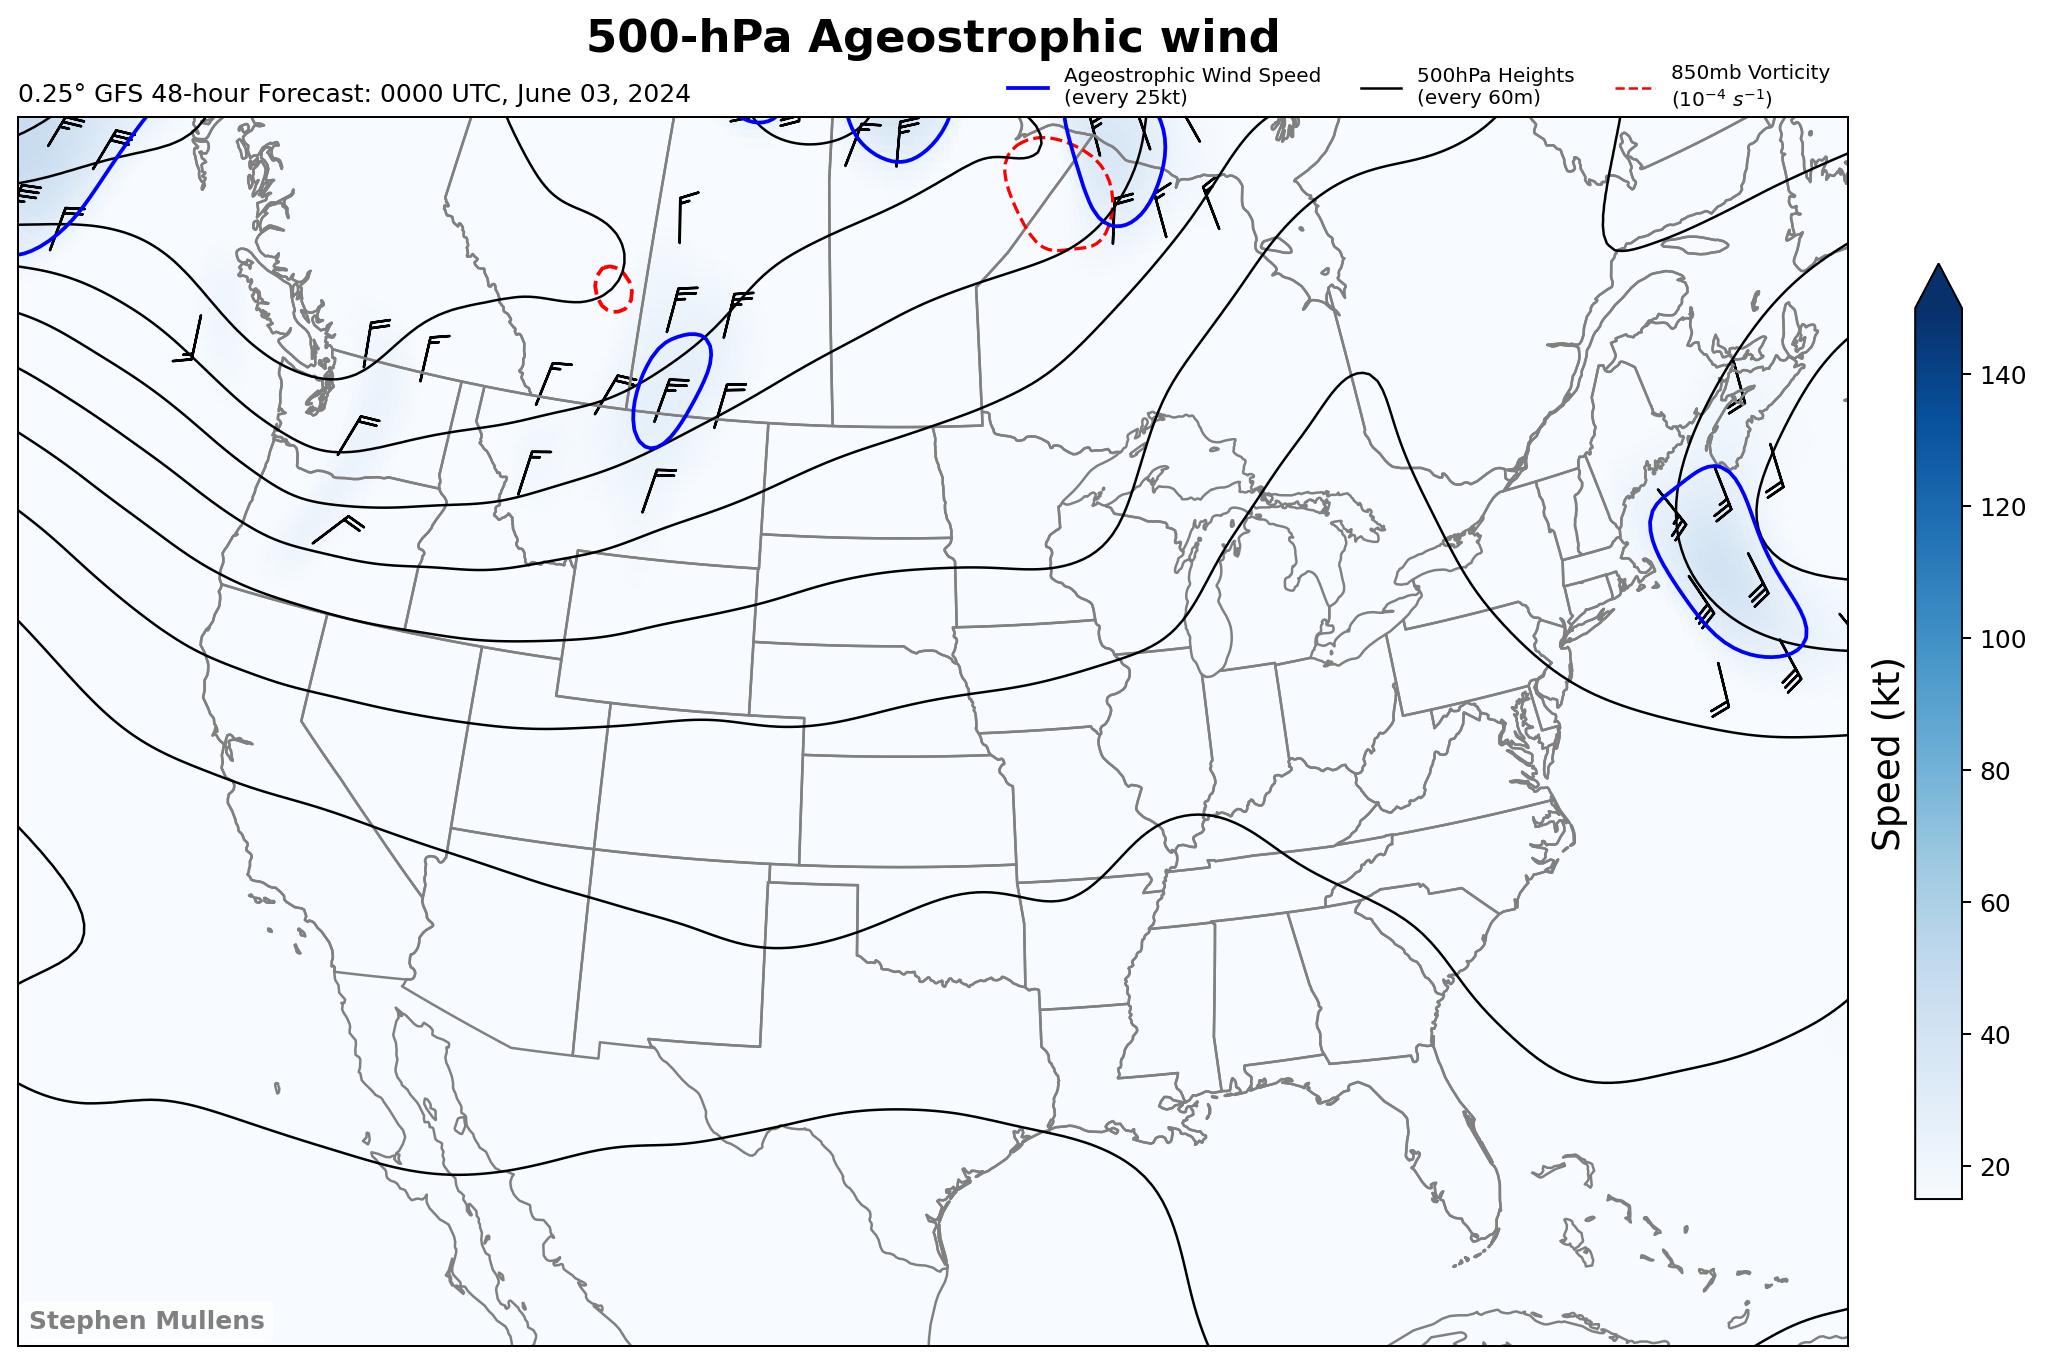 500-hPa Ageostrophic wind
0.25° GFS 48-hour Forecast: 0000 UTC, June 03, 2024
Ageostrophic Wind Speed
(every 25kt)
500hPa Heights
(every 60m)
850mb Vorticity
(10⁻⁴ s⁻¹)
140
120
100
80
60
40
20
Speed (kt)
Stephen Mullens